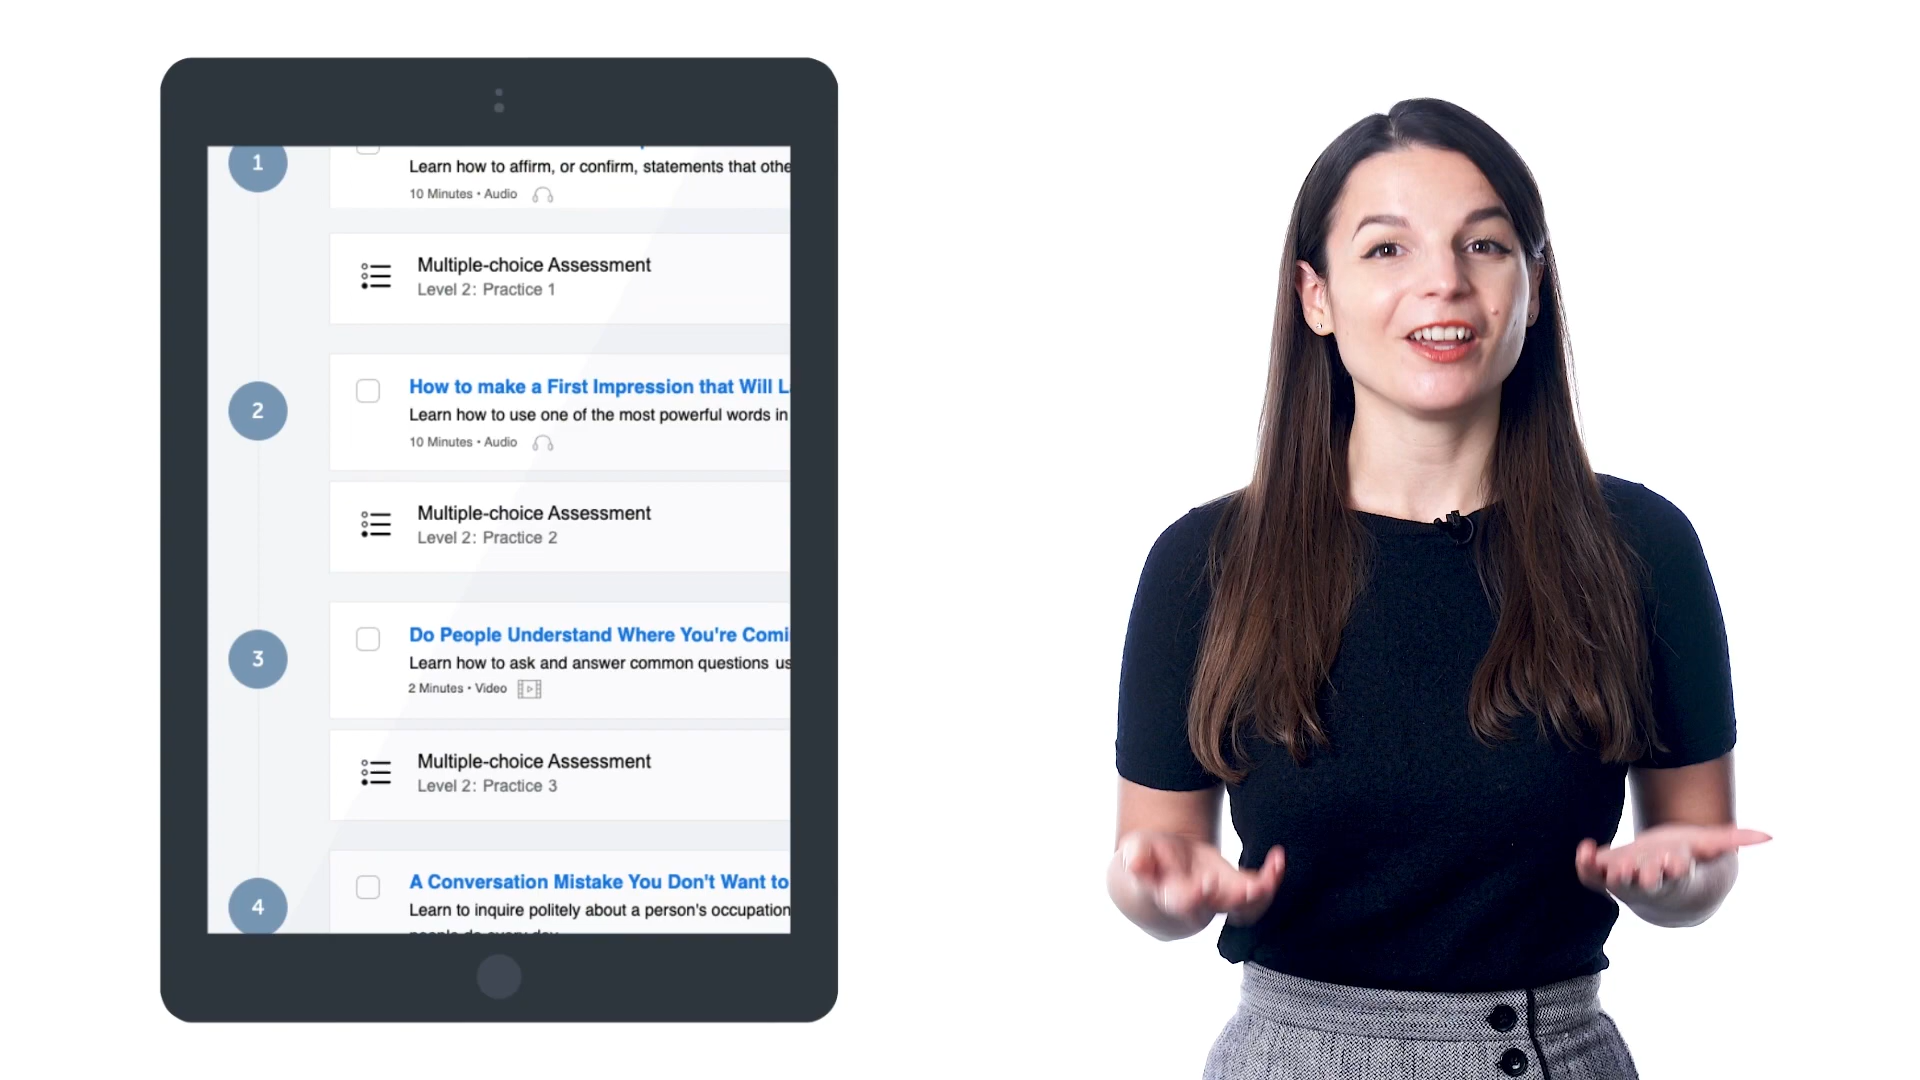 1
Learn how to affirm, or confirm, statements that othe
10 Minutes • Audio
Multiple-choice Assessment
Level 2: Practice 1
2
How to make a First Impression that Will L
Learn how to use one of the most powerful words in
10 Minutes • Audio
Multiple-choice Assessment
Level 2: Practice 2
3
Do People Understand Where You're Comi
Learn how to ask and answer common questions us
2 Minutes • Video
Multiple-choice Assessment
Level 2: Practice 3
4
A Conversation Mistake You Don't Want to
Learn to inquire politely about a person's occupation
people do every day